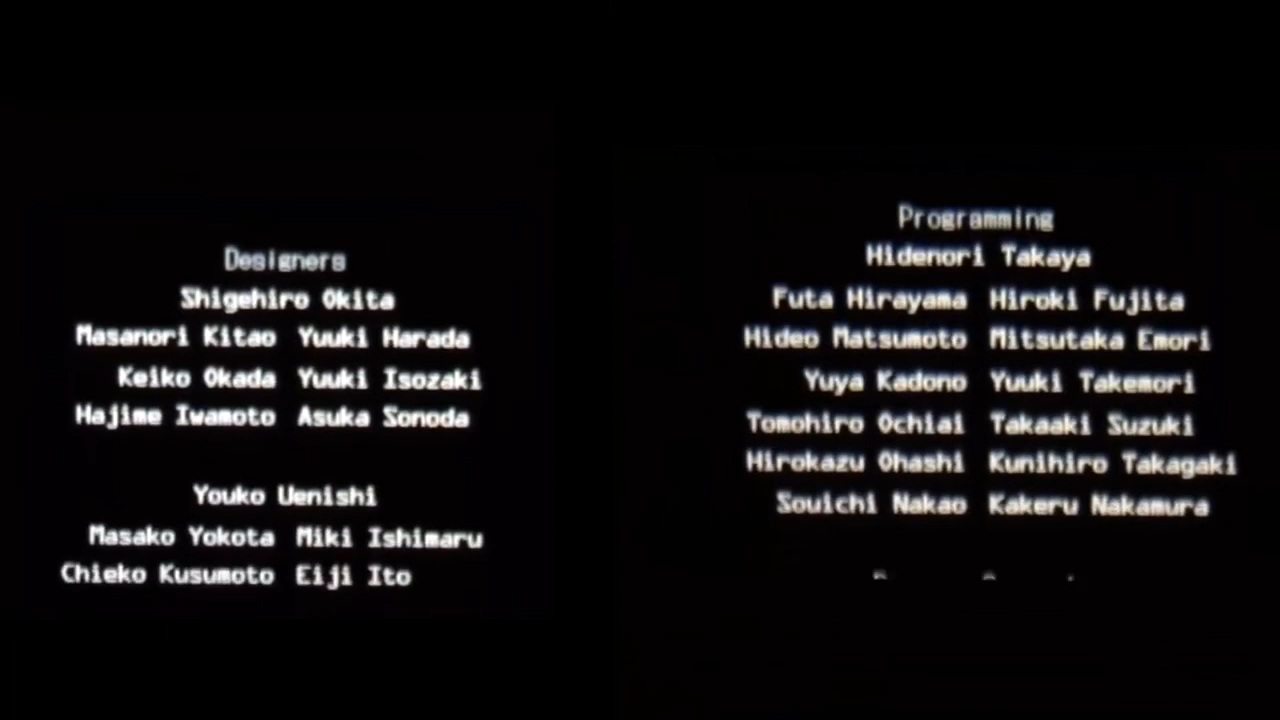 Designers
Shigehiro Okita
Masanori Kitao Yuuki Harada
Keiko Okada Yuuki Isozaki
Hajime Iwamoto Asuka Sonoda
Youko Uenishi
Masako Yokota Miki Ishimaru
Chieko Kusumoto Eiji Ito
Programming
Hidenori Takaya
Futa Hirayama Hiroki Fujita
Hideo Matsumoto Mitsutaka Emori
Yuya Kadono Yuuki Takemori
Tomohiro Ochiai Takaaki Suzuki
Hirokazu Ohashi Kunihiro Takagaki
Souichi Nakao Kakeru Nakamura